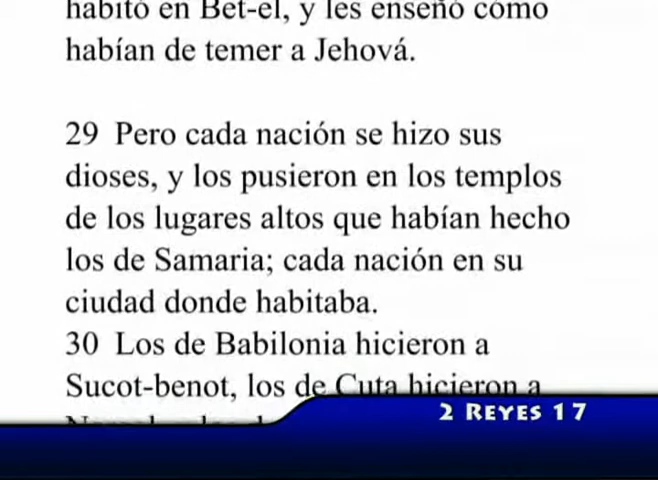 habitó en Bet-el, y les enseñó cómo
habían de temer a Jehová.
29 Pero cada nación se hizo sus
dioses, y los pusieron en los templos
de los lugares altos que habían hecho
los de Samaria; cada nación en su
ciudad donde habitaba.
30 Los de Babilonia hicieron a
Sucot-benot, los de Cuta hicieron a
2 REYES 17